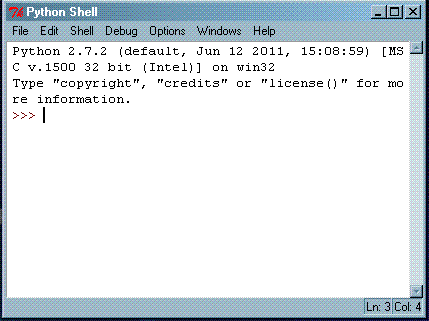 Python Shell
File Edit Shell Debug Options Windows Help
Python 2.7.2 (default, Jun 12 2011, 15:08:59) [MS
C v.1500 32 bit (Intel)] on win32
Type "copyright", "credits" or "license()" for mo
re information.
>>>
Ln: 3 Col: 4